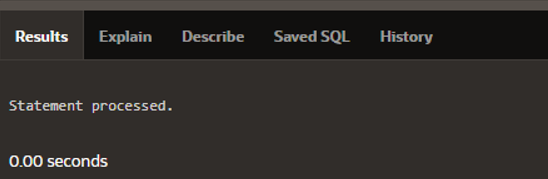 Results Explain Describe Saved SQL History
Statement processed.
0.00 seconds